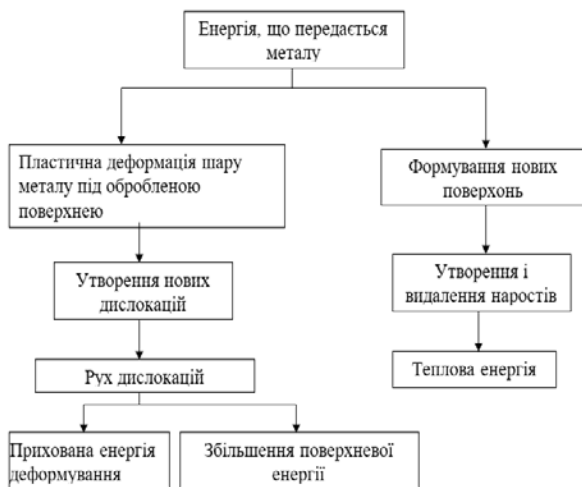 Енергія, що передається
металу
Пластична деформація шару
металу під обробленою
поверхнею
Формування нових
поверхонь
Утворення нових
дислокацій
Утворення і
видалення наростів
Рух дислокацій
Теплова енергія
Прихована енергія
деформування
Збільшення поверхневої
енергії